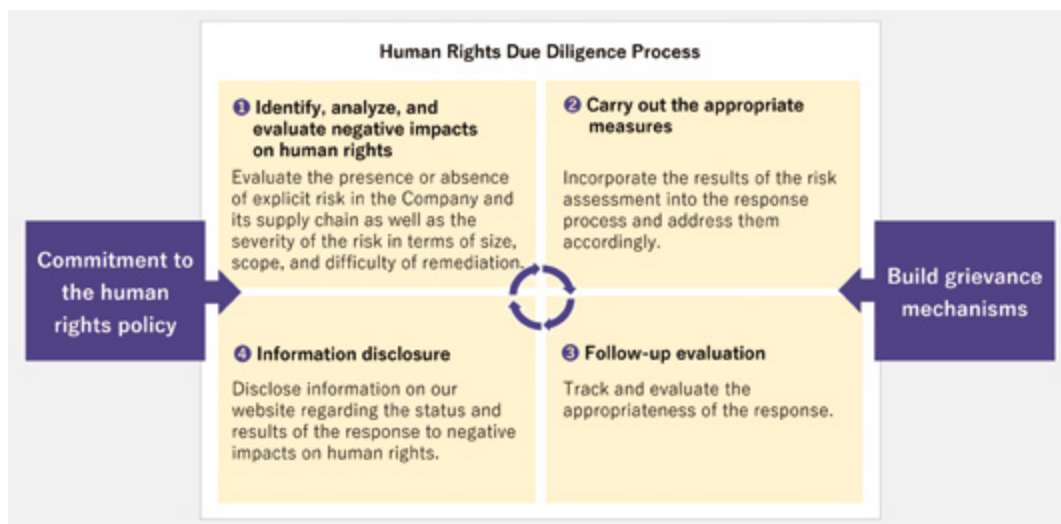 Human Rights Due Diligence Process
Commitment to
the human
rights policy
❶ Identify, analyze, and
evaluate negative impacts
on human rights
Evaluate the presence or absence
of explicit risk in the Company and
its supply chain as well as the
severity of the risk in terms of size,
scope, and difficulty of remediation.
❷ Carry out the appropriate
measures
Incorporate the results of the risk
assessment into the response
process and address them
accordingly.
❸ Follow-up evaluation
Track and evaluate the
appropriateness of the response.
❹ Information disclosure
Disclose information on our
website regarding the status and
results of the response to negative
impacts on human rights.
Build grievance
mechanisms